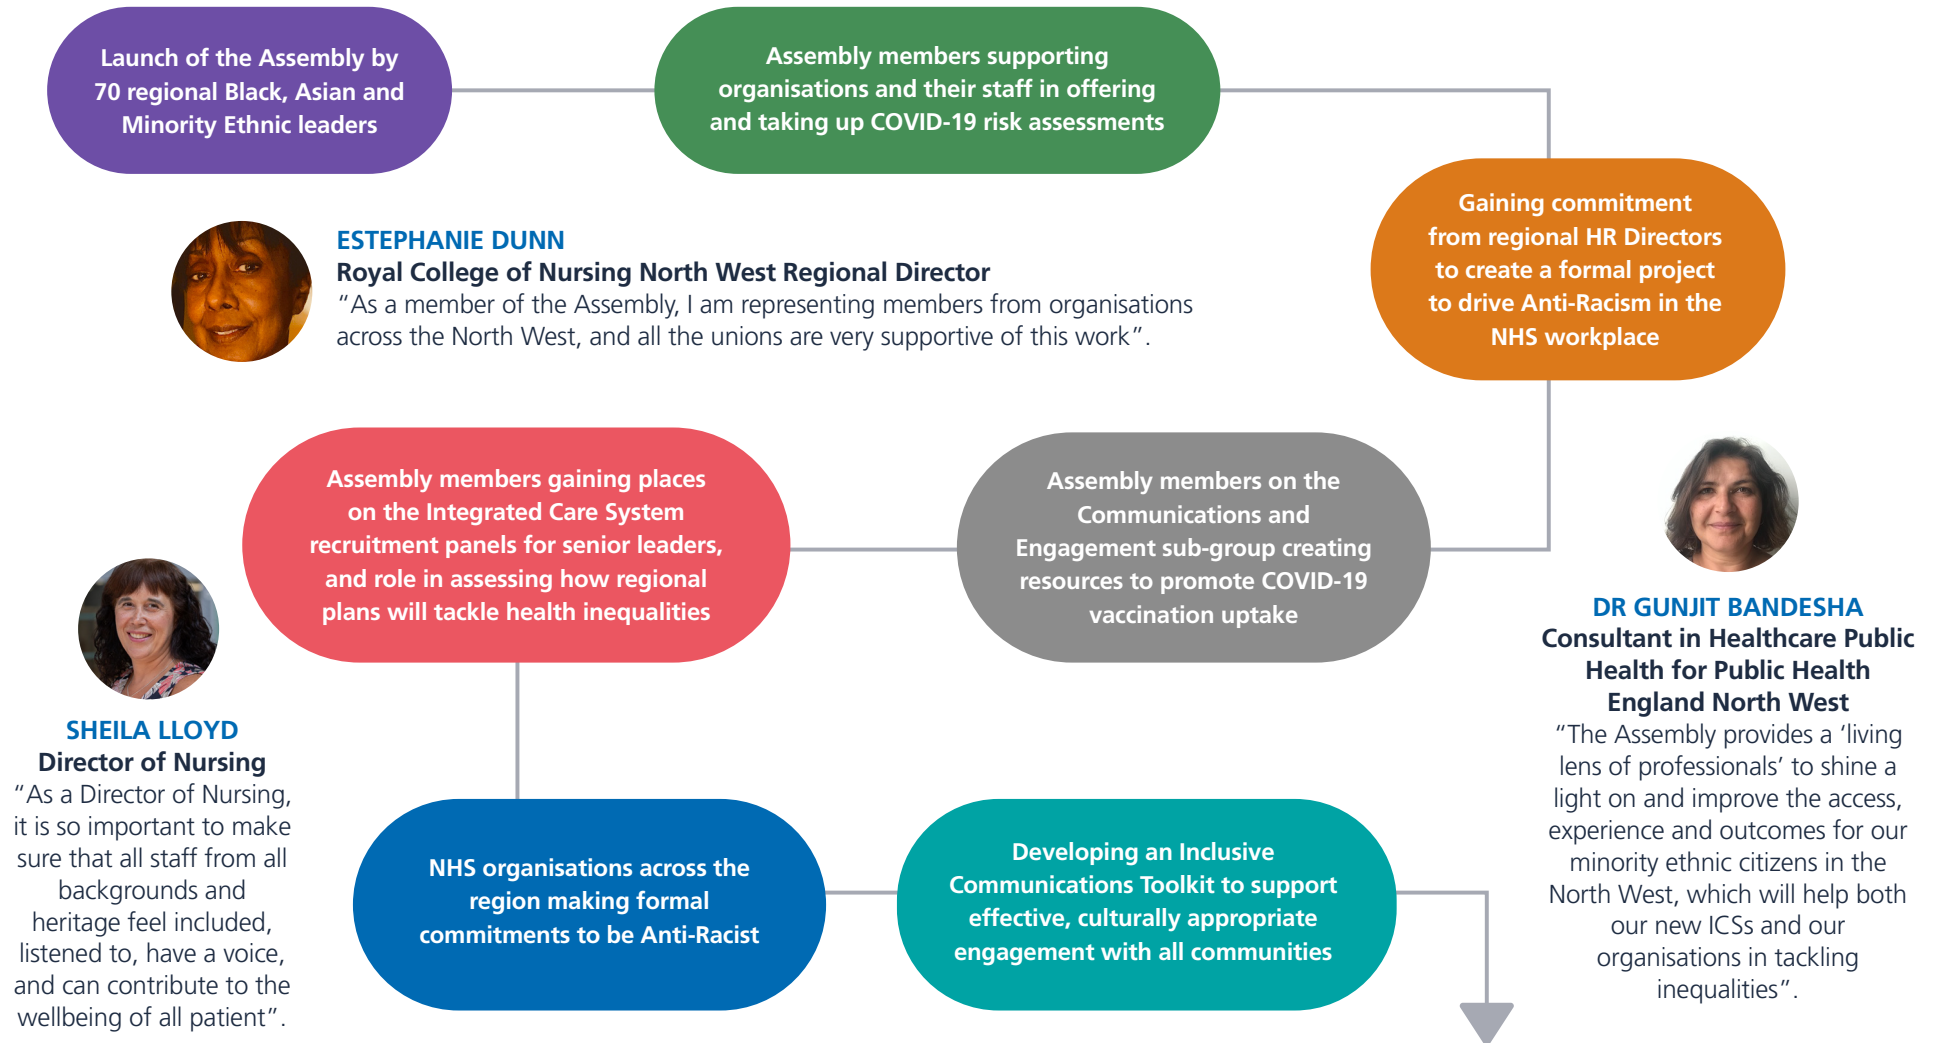 Launch of the Assembly by
70 regional Black, Asian and
Minority Ethnic leaders
Assembly members supporting
organisations and their staff in offering
and taking up COVID-19 risk assessments
Gaining commitment
from regional HR Directors
to create a formal project
to drive Anti-Racism in the
NHS workplace
ESTEPHANIE DUNN
Royal College of Nursing North West Regional Director
“As a member of the Assembly, I am representing members from organisations
across the North West, and all the unions are very supportive of this work”.
Assembly members on the
Communications and
Engagement sub-group creating
resources to promote COVID-19
vaccination uptake
Assembly members gaining places
on the Integrated Care System
recruitment panels for senior leaders,
and role in assessing how regional
plans will tackle health inequalities
SHEILA LLOYD
Director of Nursing
“As a Director of Nursing,
it is so important to make
sure that all staff from all
backgrounds and
heritage feel included,
listened to, have a voice,
and can contribute to the
wellbeing of all patient”.
DR GUNJIT BANDESHA
Consultant in Healthcare Public
Health for Public Health
England North West
“The Assembly provides a ‘living
lens of professionals’ to shine a
light on and improve the access,
experience and outcomes for our
minority ethnic citizens in the
North West, which will help both
our new ICSs and our
organisations in tackling
inequalities”.
NHS organisations across the
region making formal
commitments to be Anti-Racist
Developing an Inclusive
Communications Toolkit to support
effective, culturally appropriate
engagement with all communities